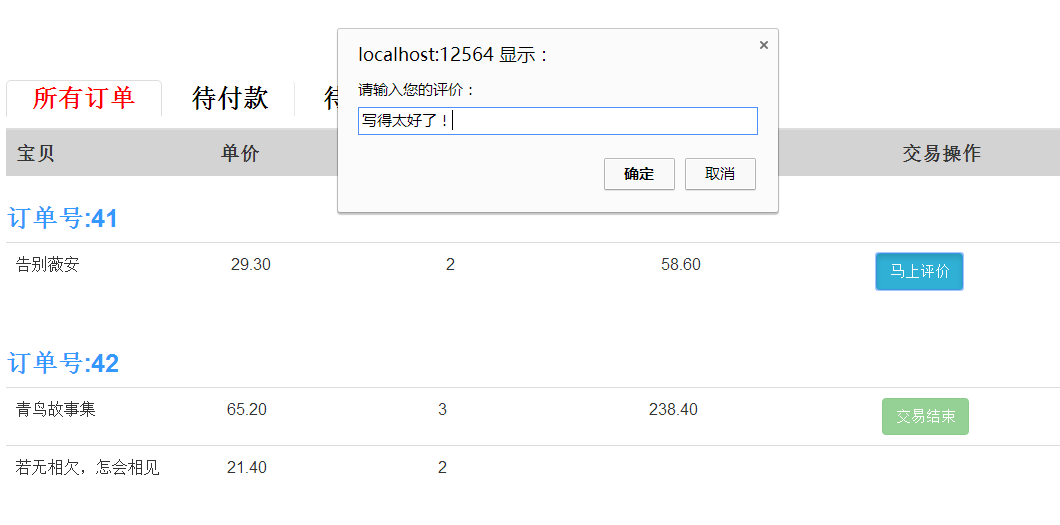 localhost:12564 显示：
请输入您的评价：
写得太好了！
确定 取消
所有订单 待付款
宝贝 单价 交易操作
订单号:41
告别薇安 29.30 2 58.60 马上评价
订单号:42
青鸟故事集 65.20 3 238.40 交易结束
若无相欠，怎会相见 21.40 2